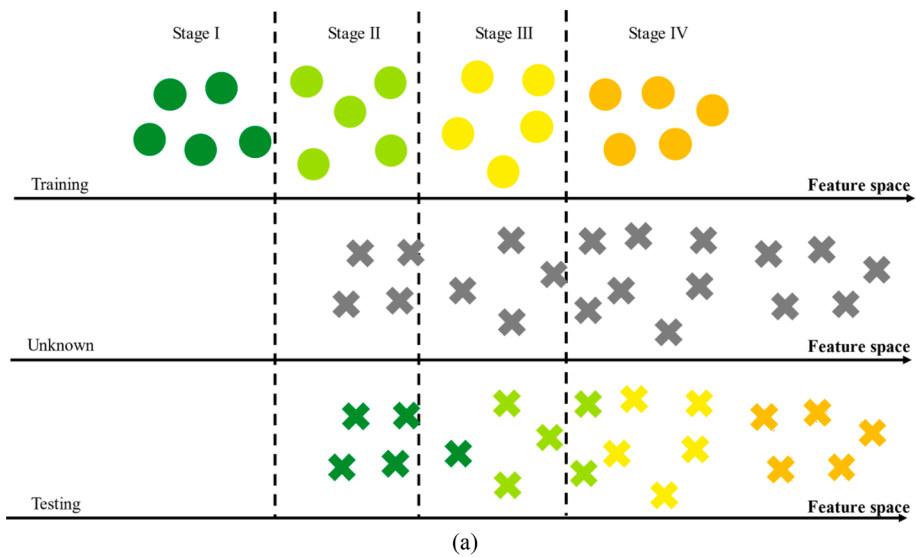 Stage I
Stage II
Stage III
Stage IV
Training
Feature space
Unknown
Feature space
Testing
Feature space
(a)